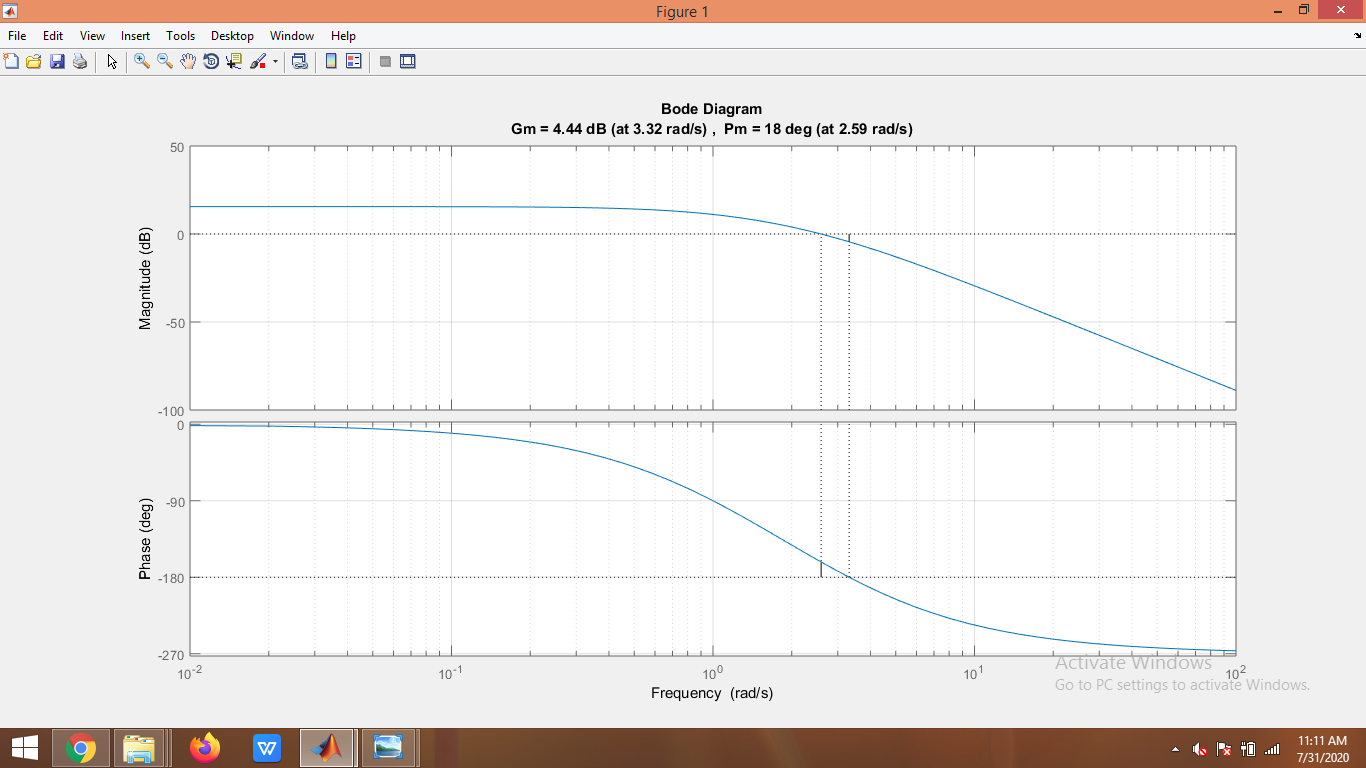 Figure 1
File Edit View Insert Tools Desktop Window Help
Bode Diagram
Gm = 4.44 dB (at 3.32 rad/s) , Pm = 18 deg (at 2.59 rad/s)
50
0
-50
-100
Magnitude (dB)
0
-90
-180
-270
Phase (deg)
10^-2 10^-1 10^0 10^1 10^2
Frequency (rad/s)
Activate Windows
Go to PC settings to activate Windows.
W
11:11 AM
7/31/2020